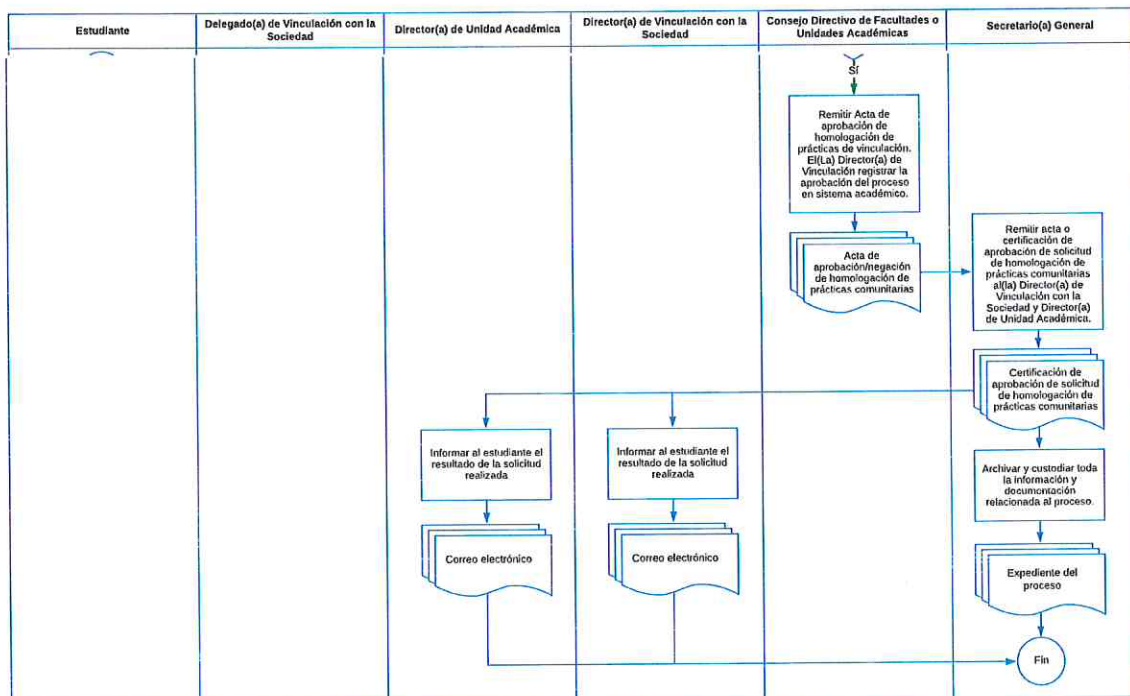 Estudiante
Delegado(a) de Vinculación con la
Sociedad
Director(a) de Unidad Académica
Director(a) de Vinculación con la
Sociedad
Consejo Directivo de Facultades o
Unidades Académicas
Secretario(a) General
Sí
Remitir Acta de
aprobación de
homologación de
prácticas de vinculación.
El(La) Director(a) de
Vinculación registrar la
aprobación del proceso
en sistema académico.
Acta de
aprobación/negación
de homologación de
prácticas comunitarias
Remitir acta o
certificación de
aprobación de solicitud
de homologación de
prácticas comunitarias
al(la) Director(a) de
Vinculación con la
Sociedad y Director(a)
de Unidad Académica.
Certificación de
aprobación de solicitud
de homologación de
prácticas comunitarias
Informar al estudiante el
resultado de la solicitud
realizada
Informar al estudiante el
resultado de la solicitud
realizada
Archivar y custodiar toda
la información y
documentación
relacionada al proceso.
Correo electrónico
Correo electrónico
Expediente del
proceso
Fin